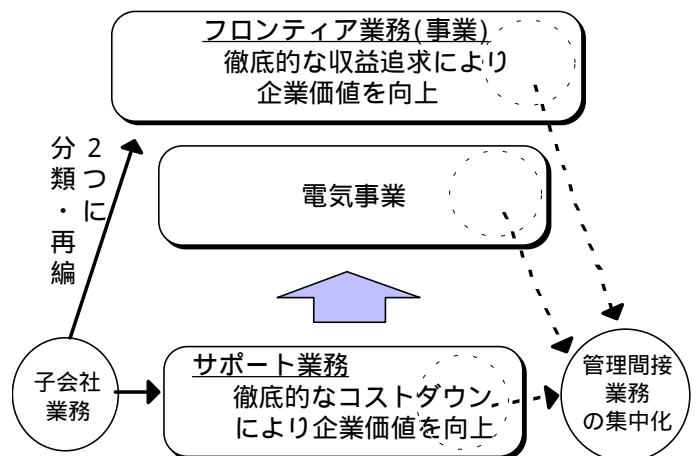 フロンティア業務(事業)
徹底的な収益追求により
企業価値を向上
2つに
分類・再編
電気事業
子会社
業務
サポート業務
徹底的なコストダウン
により企業価値を向上
管理間接
業務
の集中化